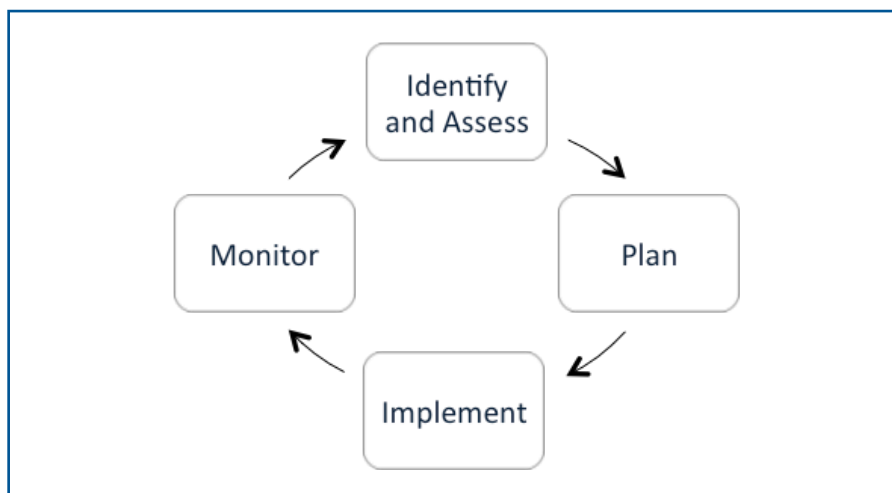 Identify
and Assess
Monitor
Plan
Implement